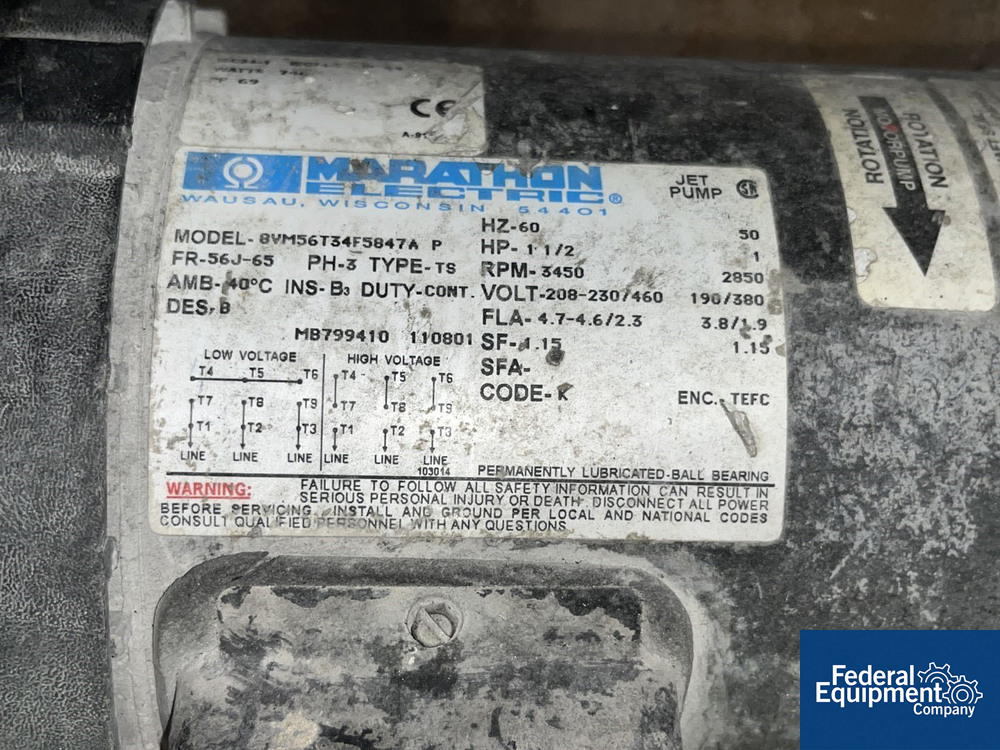 WATTS 74
69
CE
MARATHON
ELECTRIC®
WAUSAU, WISCONSIN 54401
JET
PUMP
MODEL- 8VM56T34F5847A P
FR-56J-65 PH-3 TYPE-TS
AMB-40°C INS-B3 DUTY-CONT.
DES, B
MB799410 110801
HZ-60 50
HP- 1 1/2 1
RPM-3450 2850
VOLT-208-230/460 190/380
FLA- 4.7-4.6/2.3 3.8/1.9
SF-1.15 1.15
SFA-
CODE-K ENC.-TEFC
LOW VOLTAGE HIGH VOLTAGE
T4 T5 T6 T4 T5 T6
T7 T8 T9 T7 T8 T9
T1 T2 T3 T1 T2 T3
LINE LINE LINE LINE LINE LINE
103014
PERMANENTLY LUBRICATED-BALL BEARING
WARNING: FAILURE TO FOLLOW ALL SAFETY INFORMATION CAN RESULT IN
SERIOUS PERSONAL INJURY OR DEATH. DISCONNECT ALL POWER
BEFORE SERVICING. INSTALL AND GROUND PER LOCAL AND NATIONAL CODES
CONSULT QUALIFIED PERSONNEL WITH ANY QUESTIONS.
ROTATION
ROTATION
Federal
Equipment
Company